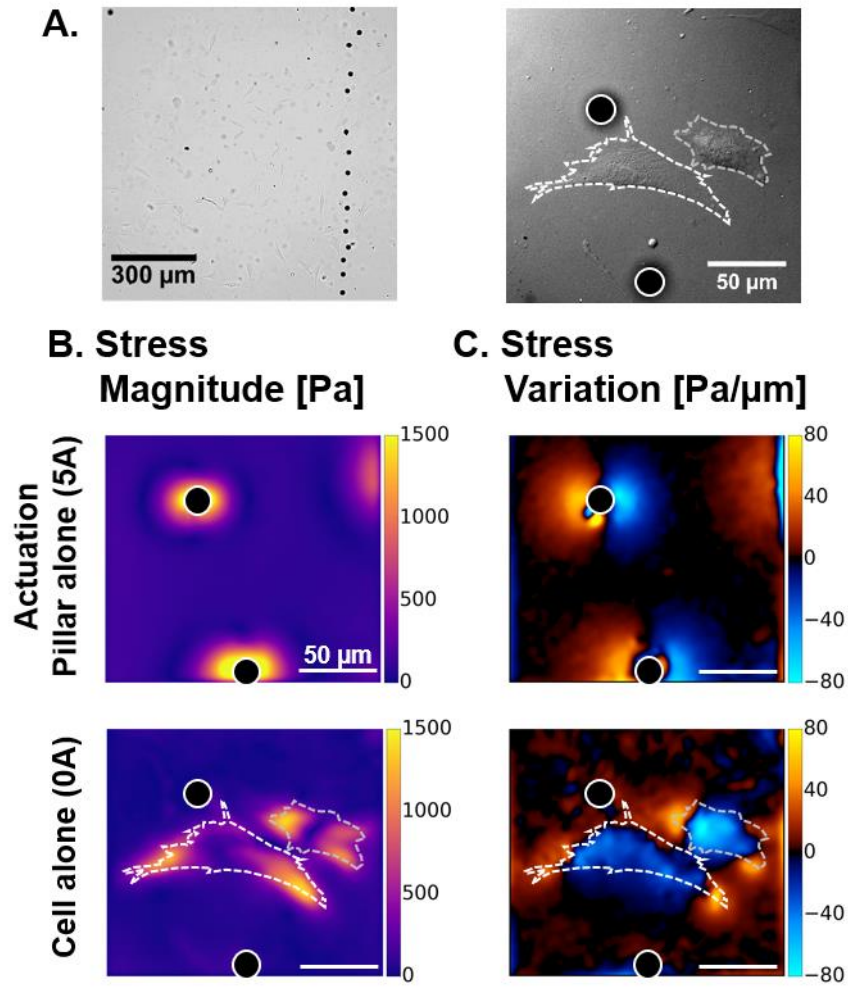 A.
300 µm
50 µm
B. Stress
Magnitude [Pa]
C. Stress
Variation [Pa/µm]
Actuation
Pillar alone (5A)
50 µm
1500
1000
500
0
80
40
0
−40
−80
Cell alone (0A)
1500
1000
500
0
80
40
0
−40
−80